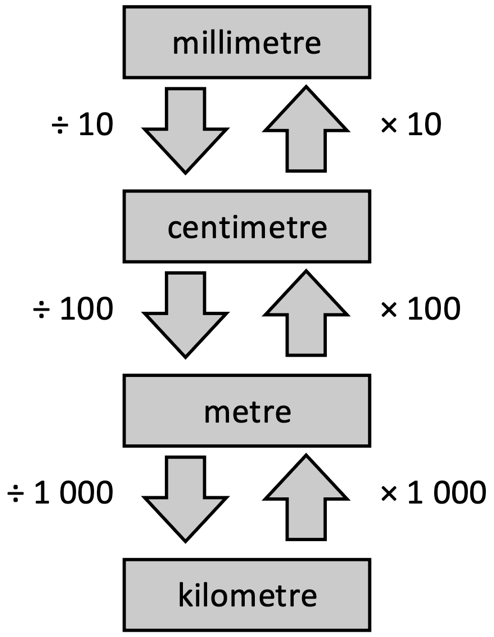 millimetre
÷ 10 × 10
centimetre
÷ 100 × 100
metre
÷ 1 000 × 1 000
kilometre